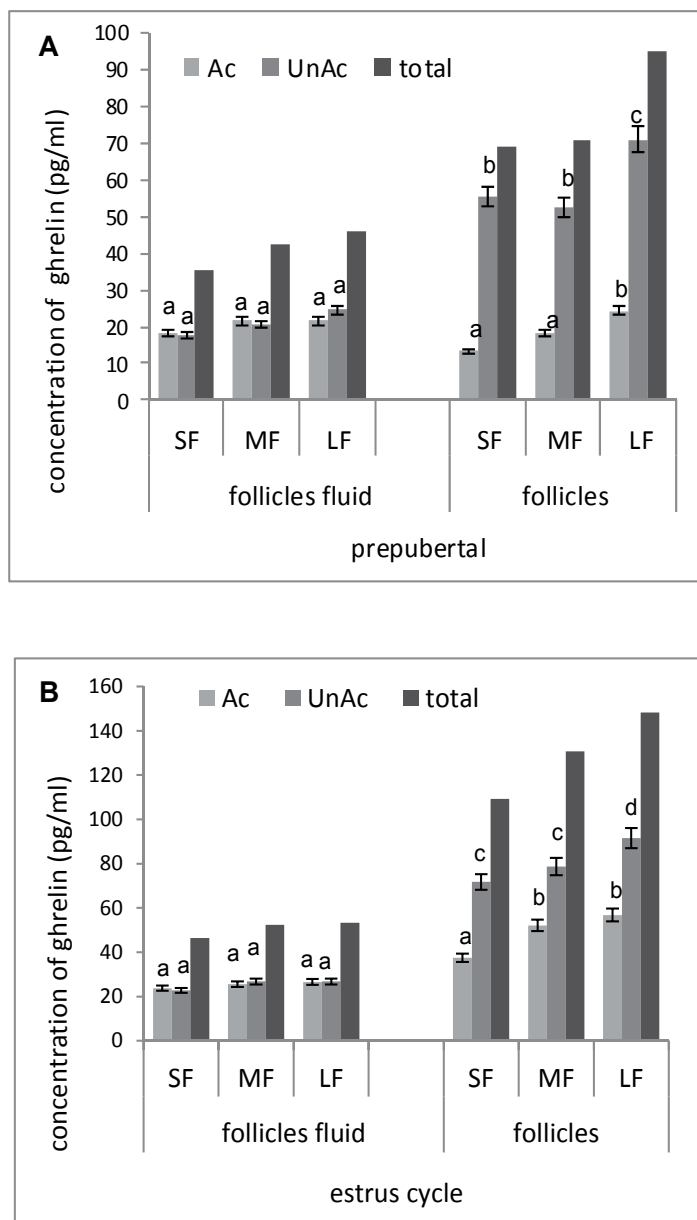 A
Ac UnAc total
concentration of ghrelin (pg/ml)
100
90
80
70
60
50
40
30
20
10
0
a a a a a a a b a b b c
SF MF LF SF MF LF
follicles fluid follicles
prepubertal
B
Ac UnAc total
concentration of ghrelin (pg/ml)
160
140
120
100
80
60
40
20
0
a a a a a a a c b c b d
SF MF LF SF MF LF
follicles fluid follicles
estrus cycle